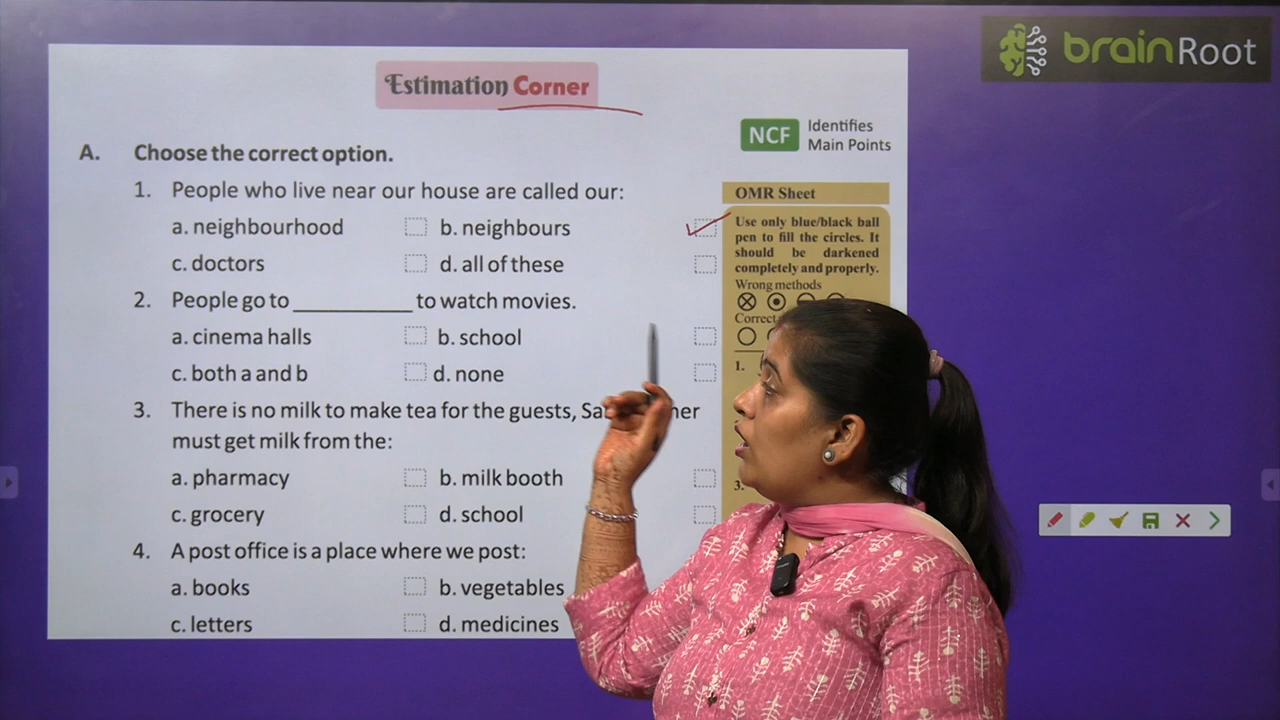 brainRoot
Estimation Corner
NCF Identifies
Main Points
A. Choose the correct option.
1. People who live near our house are called our:
a. neighbourhood b. neighbours
c. doctors d. all of these
2. People go to ___________ to watch movies.
a. cinema halls b. school
c. both a and b d. none
3. There is no milk to make tea for the guests,
must get milk from the:
a. pharmacy b. milk booth
c. grocery d. school
4. A post office is a place where we post:
a. books b. vegetables
c. letters d. medicines
OMR Sheet
Use only blue/black ball
pen to fill the circles. It
should be darkened
completely and properly.
Wrong methods
1.
3.